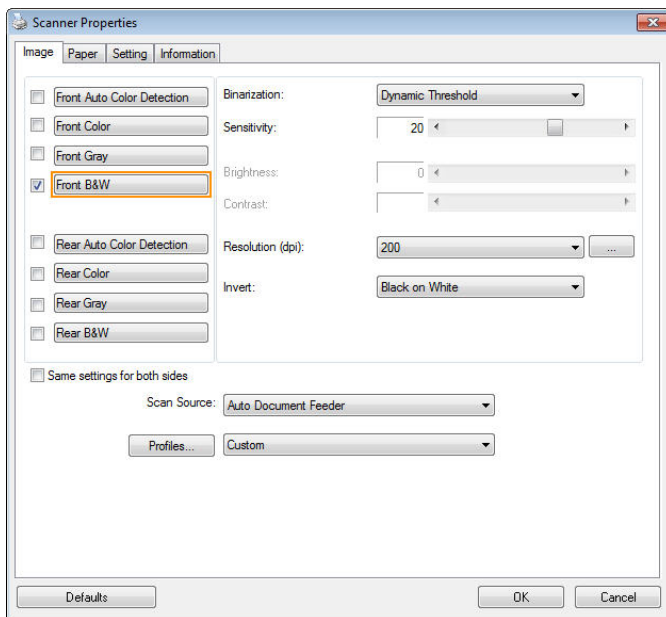 Scanner Properties
Image Paper Setting Information
Front Auto Color Detection
Front Color
Front Gray
Front B&W
Rear Auto Color Detection
Rear Color
Rear Gray
Rear B&W
Binarization: Dynamic Threshold
Sensitivity: 20
Brightness: 0
Contrast:
Resolution (dpi): 200 ...
Invert: Black on White
Same settings for both sides
Scan Source: Auto Document Feeder
Profiles... Custom
Defaults OK Cancel